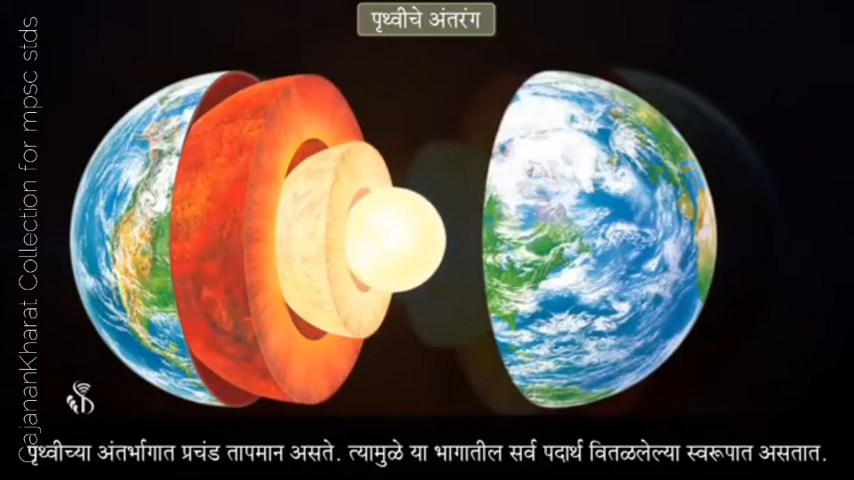 पृथ्वीचे अंतरंग
GajananKharat Collection for mpsc stds
पृथ्वीच्या अंतर्भागात प्रचंड तापमान असते. त्यामुळे या भागातील सर्व पदार्थ वितळलेल्या स्वरूपात असतात.